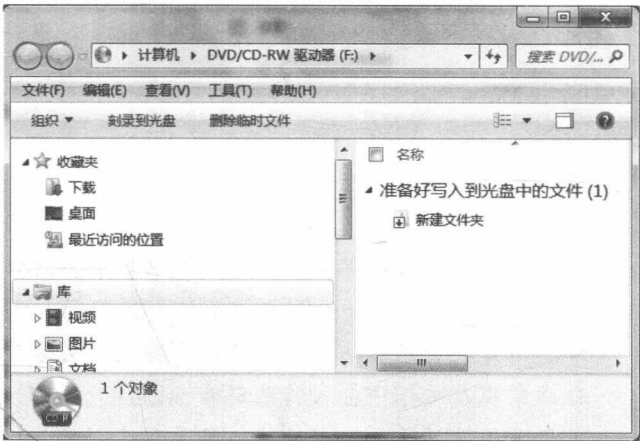 计算机 ▸ DVD/CD-RW 驱动器 (F:) ▸ 搜索 DVD/...
文件(F) 编辑(E) 查看(V) 工具(T) 帮助(H)
组织 刻录到光盘 删除临时文件
收藏夹
下载
桌面
最近访问的位置
库
视频
图片
文档
名称
准备好写入到光盘中的文件 (1)
新建文件夹
1 个对象
CD-R